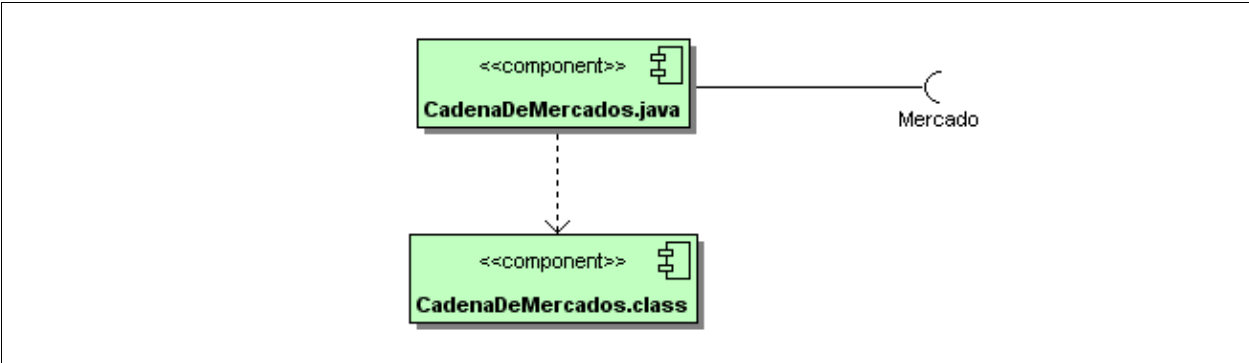 <<component>>
CadenaDeMercados.java
Mercado
<<component>>
CadenaDeMercados.class